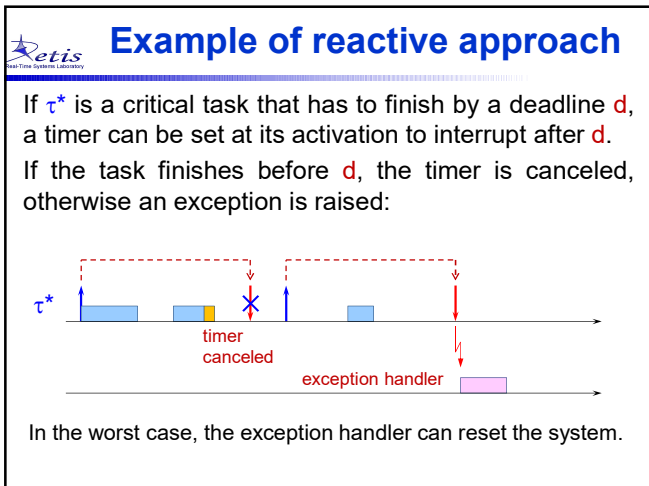 Retis
Real-Time Systems Laboratory
Example of reactive approach
If τ* is a critical task that has to finish by a deadline d,
a timer can be set at its activation to interrupt after d.
If the task finishes before d, the timer is canceled,
otherwise an exception is raised:
τ*
timer
canceled
exception handler
In the worst case, the exception handler can reset the system.